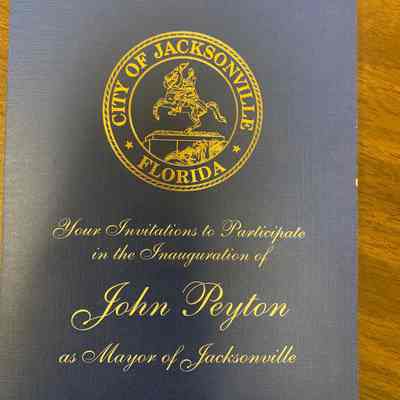 CITY OF JACKSONVILLE
FLORIDA
Your Invitations to Participate
in the Inauguration of
John Peyton
as Mayor of Jacksonville